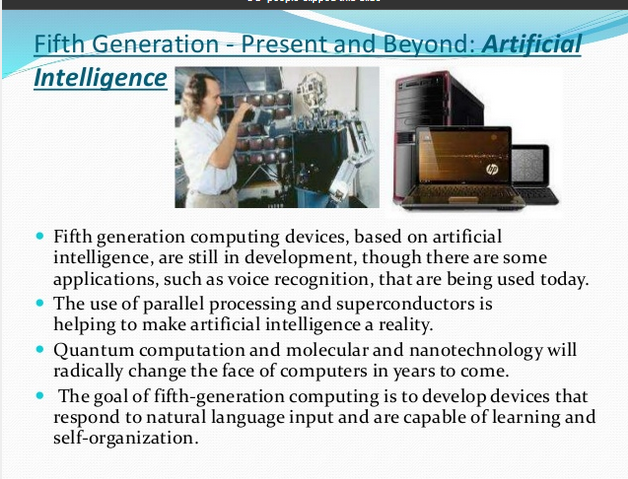 Fifth Generation - Present and Beyond: Artificial
Intelligence
hp
Fifth generation computing devices, based on artificial
intelligence, are still in development, though there are some
applications, such as voice recognition, that are being used today.
The use of parallel processing and superconductors is
helping to make artificial intelligence a reality.
Quantum computation and molecular and nanotechnology will
radically change the face of computers in years to come.
The goal of fifth-generation computing is to develop devices that
respond to natural language input and are capable of learning and
self-organization.